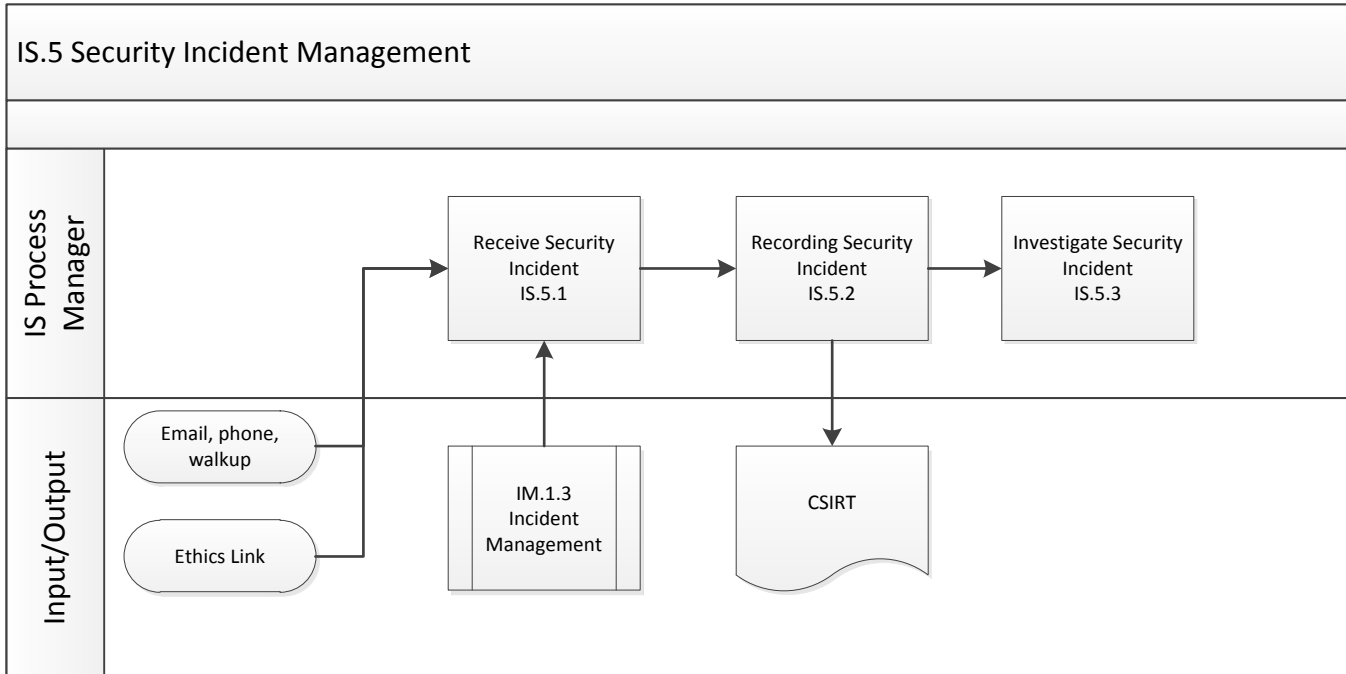 IS.5 Security Incident Management
IS Process
Manager
Receive Security
Incident
IS.5.1
Recording Security
Incident
IS.5.2
Investigate Security
Incident
IS.5.3
Input/Output
Email, phone,
walkup
Ethics Link
IM.1.3
Incident
Management
CSIRT